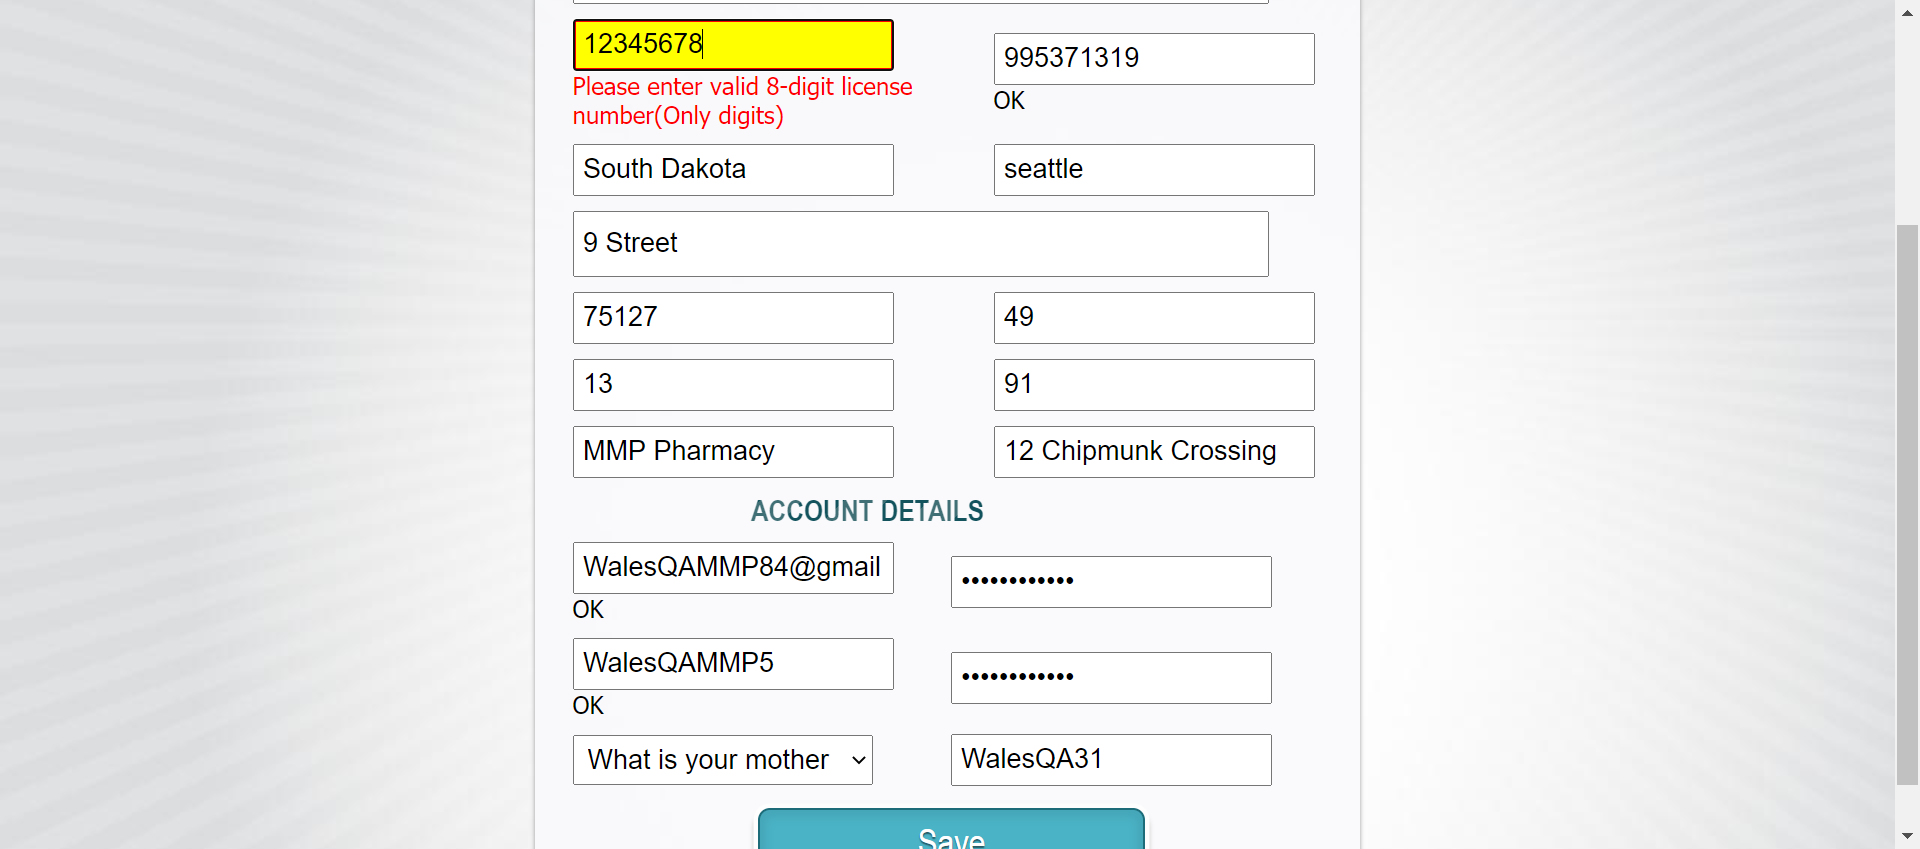 12345678
995371319
Please enter valid 8-digit license
number(Only digits)
OK
South Dakota
seattle
9 Street
75127
49
13
91
MMP Pharmacy
12 Chipmunk Crossing
ACCOUNT DETAILS
WalesQAMMP84@gmail
••••••••••••
OK
WalesQAMMP5
••••••••••••
OK
What is your mother
WalesQA31
Save